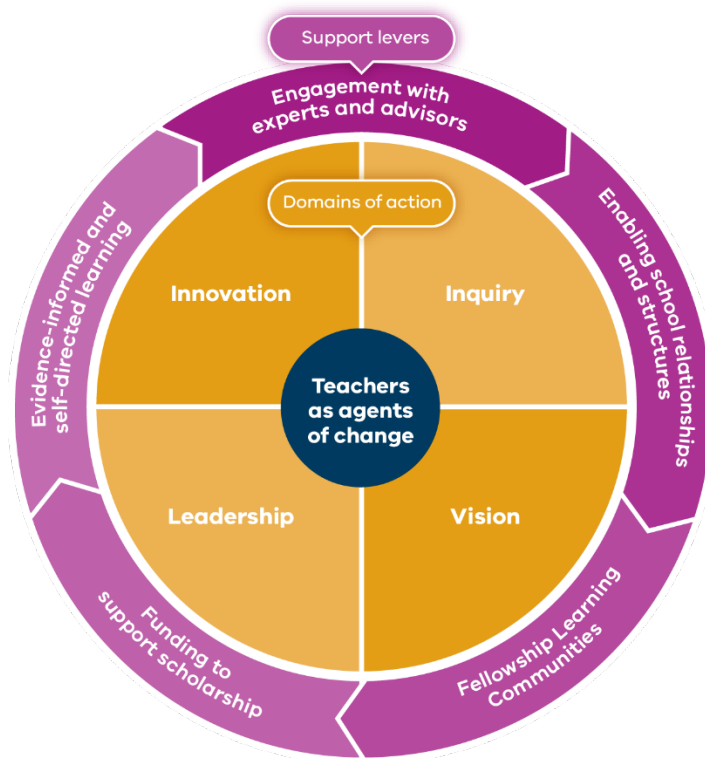 Support levers
Engagement with
experts and advisors
Enabling school relationships
and structures
Fellowship Learning
Communities
Funding to
support scholarship
Evidence-informed and
self-directed learning
Domains of action
Innovation
Inquiry
Teachers
as agents
of change
Leadership
Vision